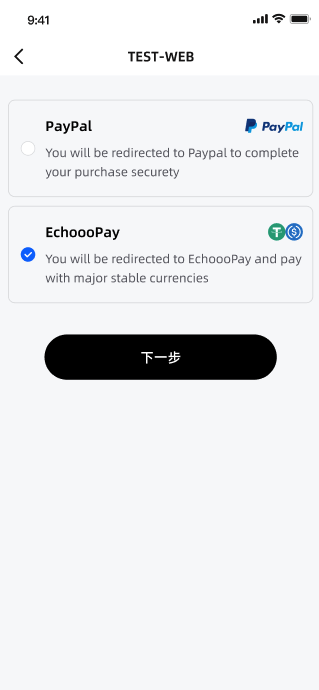 9:41
TEST-WEB
PayPal
PayPal
You will be redirected to Paypal to complete
your purchase securety
EchoooPay
You will be redirected to EchoooPay and pay
with major stable currencies
下一步